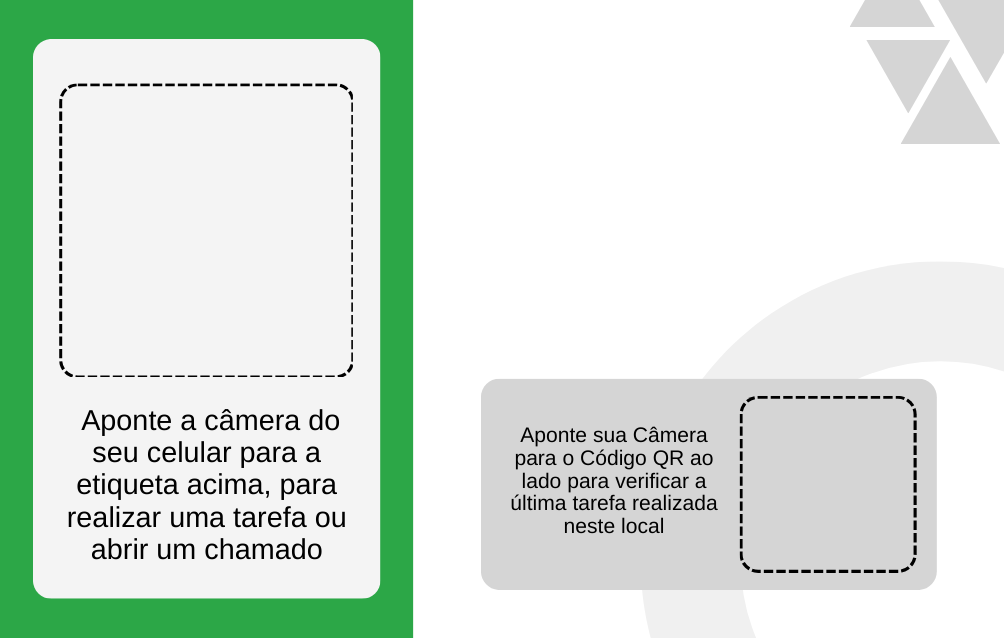 Aponte a câmera do
seu celular para a
etiqueta acima, para
realizar uma tarefa ou
abrir um chamado
Aponte sua Câmera
para o Código QR ao
lado para verificar a
última tarefa realizada
neste local